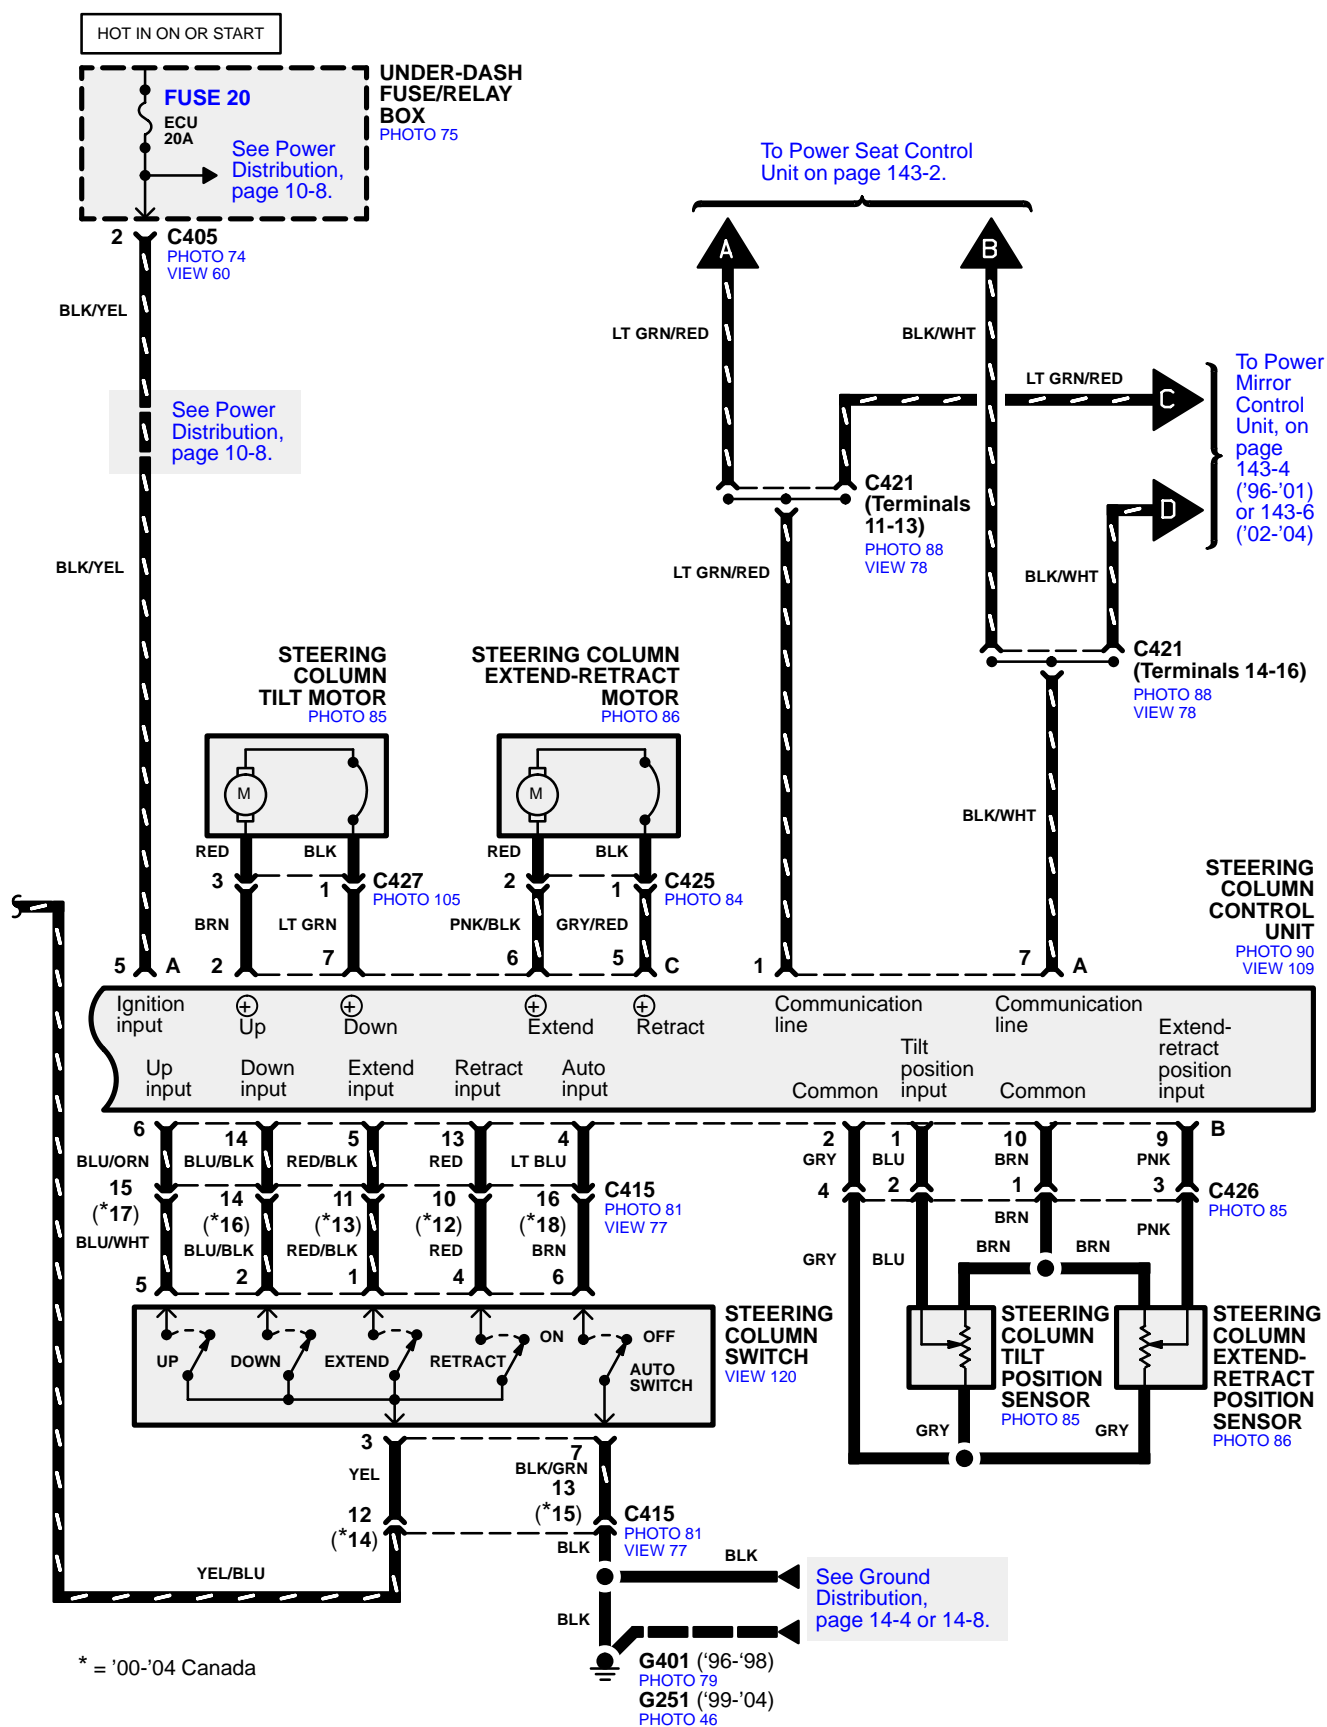 HOT IN ON OR START
UNDER-DASH
FUSE/RELAY
BOX
PHOTO 75
FUSE 20
ECU
20A
See Power
Distribution,
page 10-8.
2
C405
PHOTO 74
VIEW 60
BLK/YEL
See Power
Distribution,
page 10-8.
BLK/YEL
To Power Seat Control
Unit on page 143-2.
A
B
LT GRN/RED
BLK/WHT
LT GRN/RED
C
D
To Power
Mirror
Control
Unit, on
page
143-4
('96-'01)
or 143-6
('02-'04)
C421
(Terminals
11-13)
PHOTO 88
VIEW 78
LT GRN/RED
BLK/WHT
C421
(Terminals 14-16)
PHOTO 88
VIEW 78
BLK/WHT
STEERING
COLUMN
TILT MOTOR
PHOTO 85
STEERING COLUMN
EXTEND-RETRACT
MOTOR
PHOTO 86
M
M
RED
BLK
RED
BLK
3
1
C427
PHOTO 105
2
1
C425
PHOTO 84
BRN
LT GRN
PNK/BLK
GRY/RED
STEERING
COLUMN
CONTROL
UNIT
PHOTO 90
VIEW 109
5
A
2
7
6
5
C
1
7
A
Ignition
input
+
Up
+
Down
+
Extend
+
Retract
Communication
line
Communication
line
Up
input
Down
input
Extend
input
Retract
input
Auto
input
Common
Tilt
position
input
Common
Extend-
retract
position
input
6
14
5
13
4
2
1
10
9
B
BLU/ORN
BLU/BLK
RED/BLK
RED
LT BLU
GRY
BLU
BRN
PNK
15
(*17)
14
(*16)
11
(*13)
10
(*12)
16
(*18)
C415
PHOTO 81
VIEW 77
4
2
1
3
C426
PHOTO 85
BLU/WHT
BLU/BLK
RED/BLK
RED
BRN
BRN
PNK
GRY
BLU
BRN
BRN
5
2
1
4
6
UP
DOWN
EXTEND
RETRACT
ON
OFF
AUTO
SWITCH
STEERING
COLUMN
SWITCH
VIEW 120
STEERING
COLUMN
TILT
POSITION
SENSOR
PHOTO 85
STEERING
COLUMN
EXTEND-
RETRACT
POSITION
SENSOR
PHOTO 86
GRY
GRY
3
7
YEL
BLK/GRN
12
(*14)
13
(*15)
C415
PHOTO 81
VIEW 77
BLK
BLK
YEL/BLU
See Ground
Distribution,
page 14-4 or 14-8.
BLK
G401 (‘96-‘98)
PHOTO 79
G251 (‘99-’04)
PHOTO 46
* = '00-'04 Canada